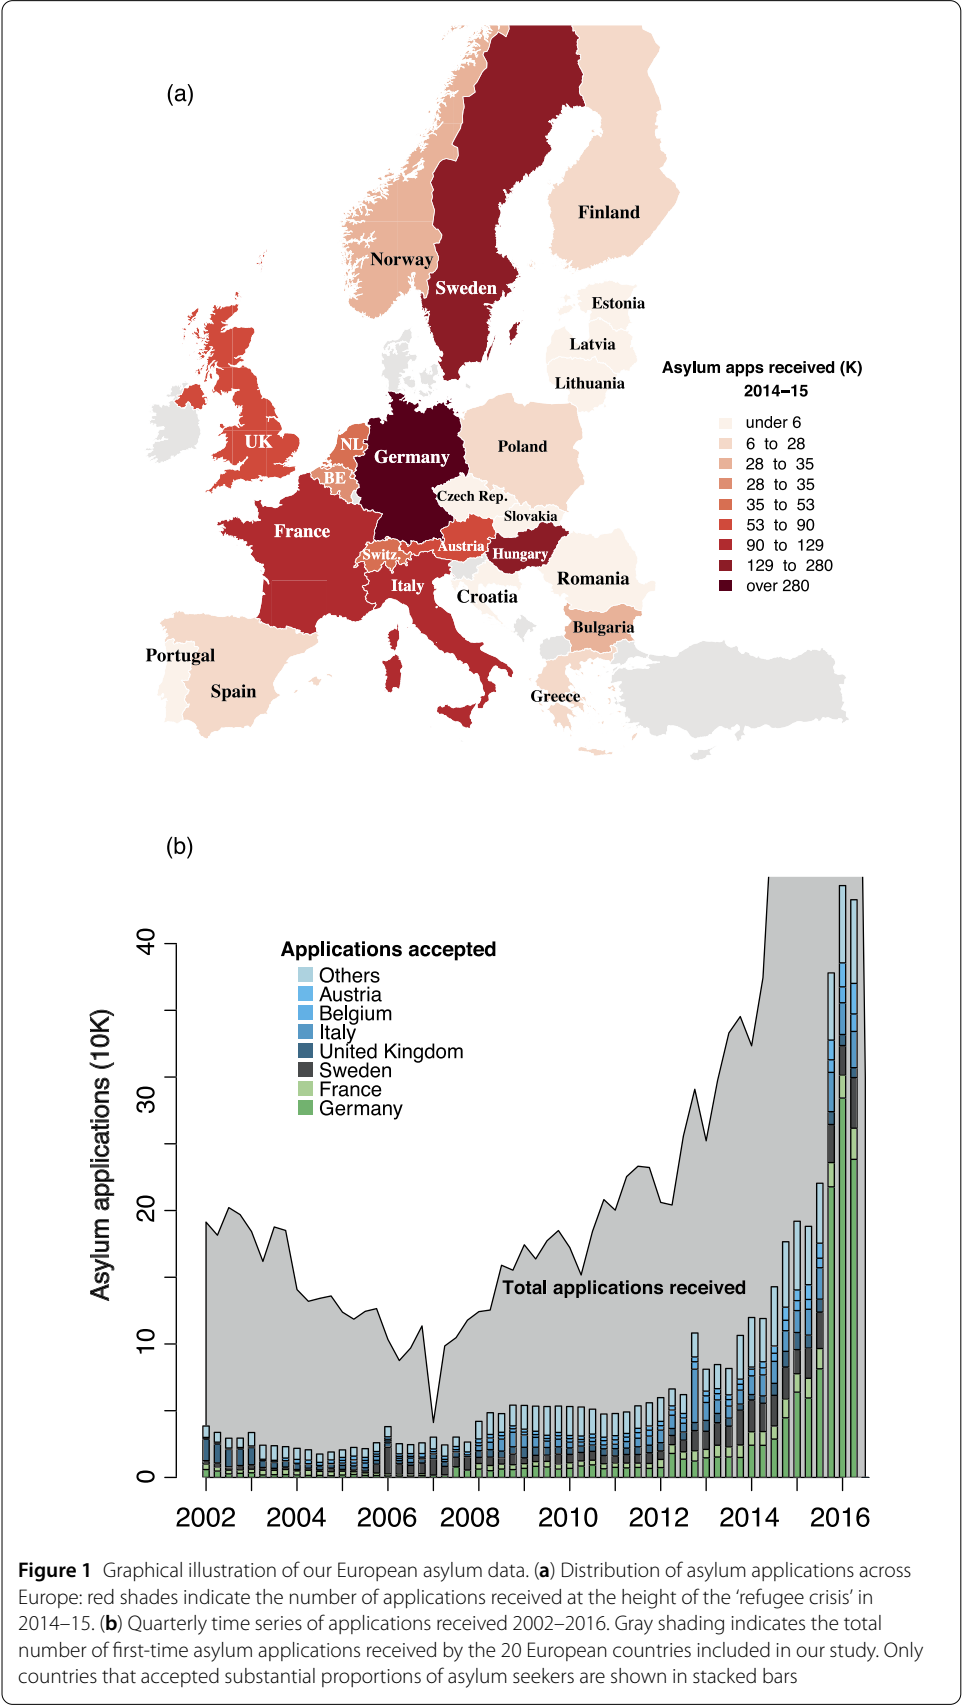 (a)
Finland
Norway
Sweden
Estonia
Latvia
Lithuania
Asylum apps received (K)
2014–15
under 6
6 to 28
28 to 35
28 to 35
35 to 53
53 to 90
90 to 129
129 to 280
over 280
UK
NL
BE
Germany
Poland
Czech Rep.
Slovakia
France
Switz.
Austria
Hungary
Italy
Croatia
Romania
Bulgaria
Portugal
Spain
Greece
(b)
Asylum applications (10K)
40
30
20
10
0
Applications accepted
Others
Austria
Belgium
Italy
United Kingdom
Sweden
France
Germany
Total applications received
2002 2004 2006 2008 2010 2012 2014 2016
Figure 1 Graphical illustration of our European asylum data. (a) Distribution of asylum applications across
Europe: red shades indicate the number of applications received at the height of the ‘refugee crisis’ in
2014–15. (b) Quarterly time series of applications received 2002–2016. Gray shading indicates the total
number of first-time asylum applications received by the 20 European countries included in our study. Only
countries that accepted substantial proportions of asylum seekers are shown in stacked bars